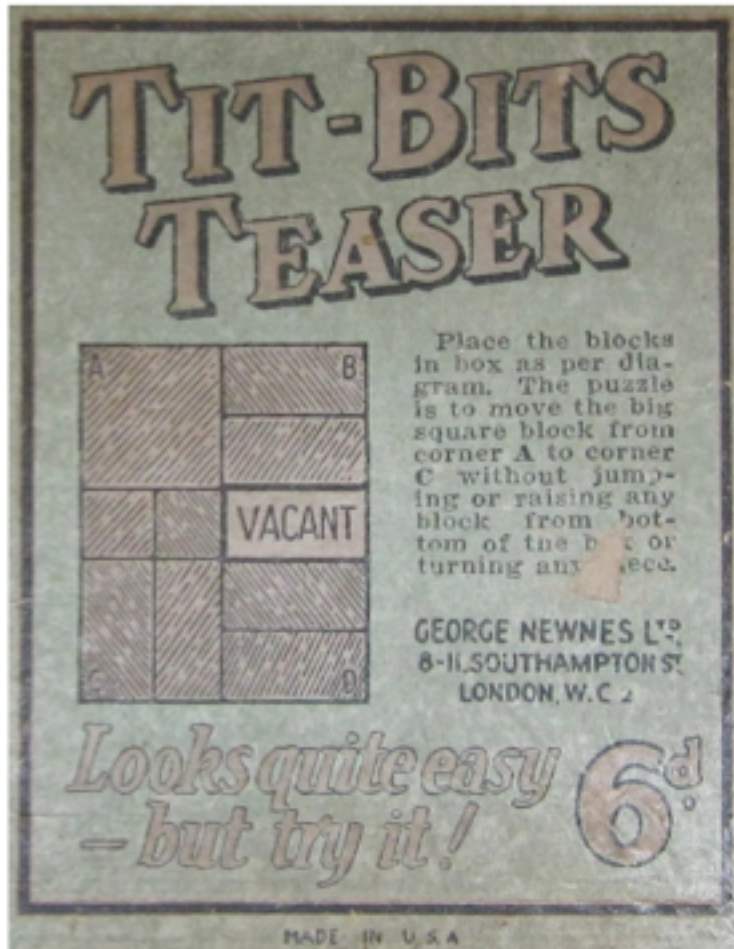 TIT-BITS
TEASER
A
B
VACANT
C
D
Place the blocks
in box as per dia-
gram. The puzzle
is to move the big
square block from
corner A to corner
C without jump-
ing or raising any
block from bot-
tom of the or
turning any
GEORGE NEWNES LTD,
8-11, SOUTHAMPTON ST.
LONDON, W.C 2
Looks quite easy
– but try it!
6d.
MADE IN U.S.A